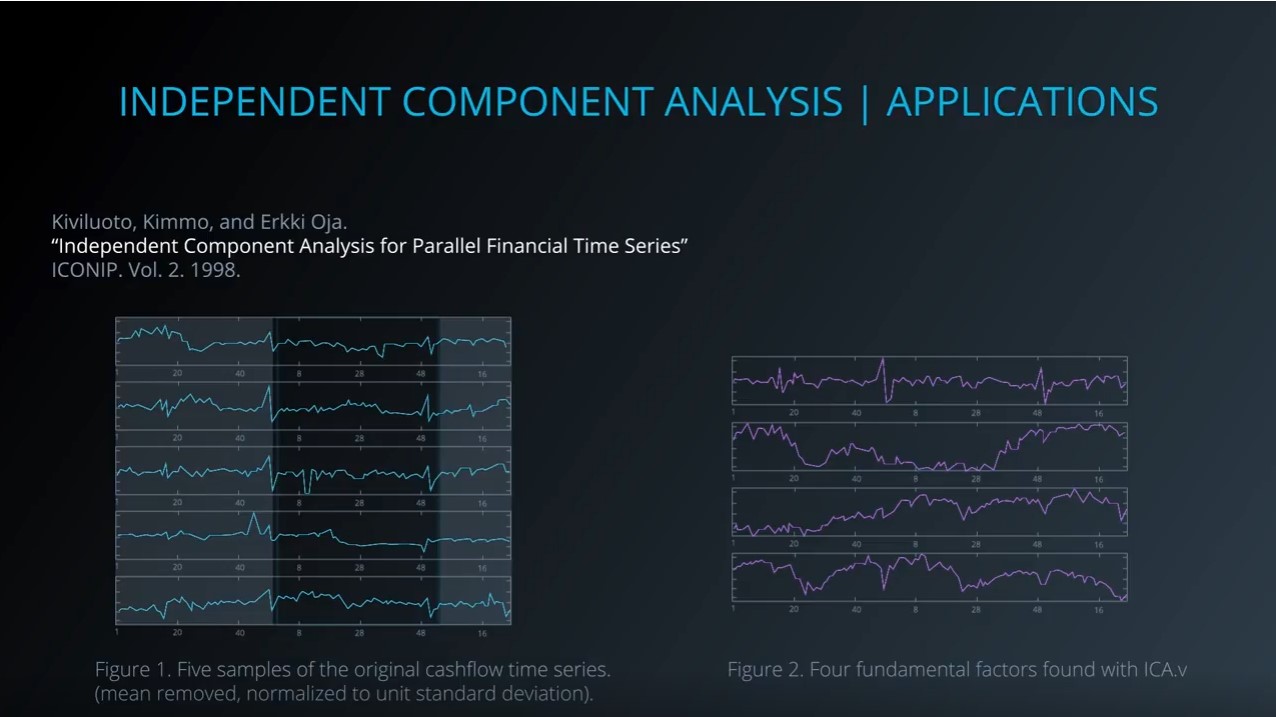 INDEPENDENT COMPONENT ANALYSIS | APPLICATIONS
Kiviluoto, Kimmo, and Erkki Oja.
“Independent Component Analysis for Parallel Financial Time Series”
ICONIP. Vol. 2. 1998.
1 20 40 8 28 48 16
1 20 40 8 28 48 16
1 20 40 8 28 48 16
1 20 40 8 28 48 16
1 20 40 8 28 48 16
Figure 1. Five samples of the original cashflow time series.
(mean removed, normalized to unit standard deviation).
1 20 40 8 28 48 16
1 20 40 8 28 48 16
1 20 40 8 28 48 16
1 20 40 8 28 48 16
Figure 2. Four fundamental factors found with ICA.v